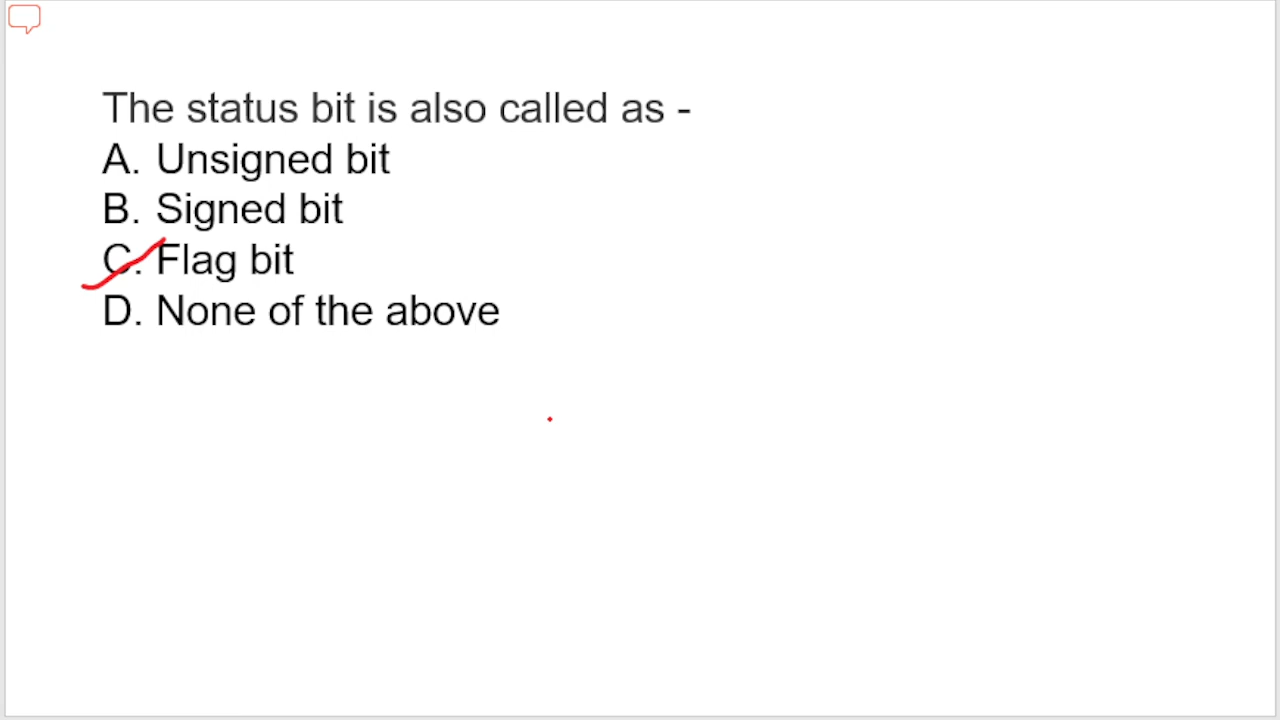 The status bit is also called as -
A. Unsigned bit
B. Signed bit
C. Flag bit
D. None of the above